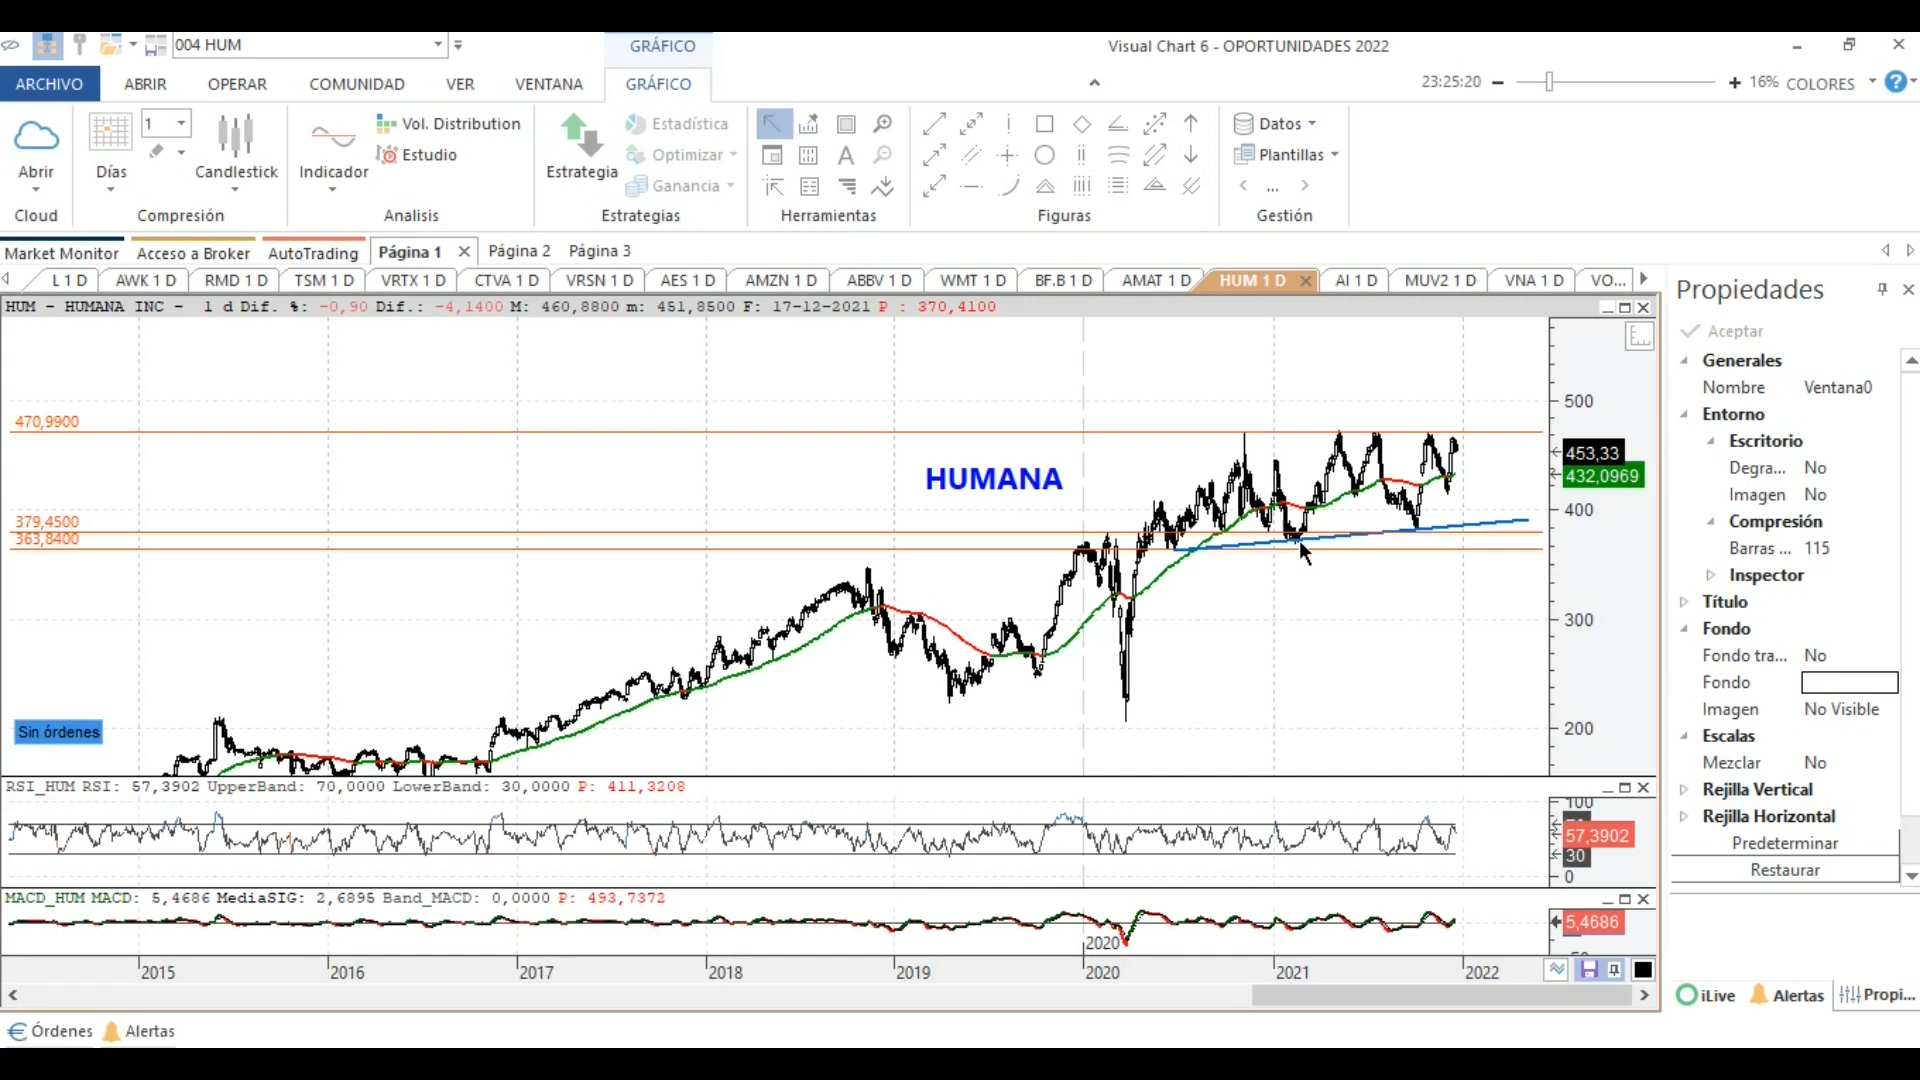 004 HUM
GRÁFICO
Visual Chart 6 - OPORTUNIDADES 2022
ARCHIVO ABRIR OPERAR COMUNIDAD VER VENTANA GRÁFICO
23:25:20 16% COLORES ?
1 Vol. Distribution Estadística A Datos
Estudio Optimizar Plantillas
Abrir Días Candlestick Indicador Estrategia Ganancia ...
Cloud Compresión Analisis Estrategias Herramientas Figuras Gestión
Market Monitor Acceso a Broker AutoTrading Página 1 Página 2 Página 3
L 1 D AWK 1 D RMD 1 D TSM 1 D VRTX 1 D CTVA 1 D VRSN 1 D AES 1 D AMZN 1 D ABBV 1 D WMT 1 D BF.B 1 D AMAT 1 D HUM 1 D AI 1 D MUV2 1 D VNA 1 D VO...
HUM - HUMANA INC - 1 d Dif. %: -0,90 Dif.: -4,1400 M: 460,8800 m: 451,8500 F: 17-12-2021 P : 370,4100
470,9900
379,4500
363,8400
HUMANA
500
453,33
432,0969
400
300
200
Sin órdenes
RSI_HUM RSI: 57,3902 UpperBand: 70,0000 LowerBand: 30,0000 P: 411,3208
100
57,3902
30
0
MACD_HUM MACD: 5,4686 MediaSIG: 2,6895 Band_MACD: 0,0000 P: 493,7372
5,4686
2020
2015 2016 2017 2018 2019 2020 2021 2022
Propiedades
Aceptar
Generales
Nombre Ventana0
Entorno
Escritorio
Degra... No
Imagen No
Compresión
Barras ... 115
Inspector
Título
Fondo
Fondo tra... No
Fondo
Imagen No Visible
Escalas
Mezclar No
Rejilla Vertical
Rejilla Horizontal
Predeterminar
Restaurar
iLive Alertas Propi...
Órdenes Alertas